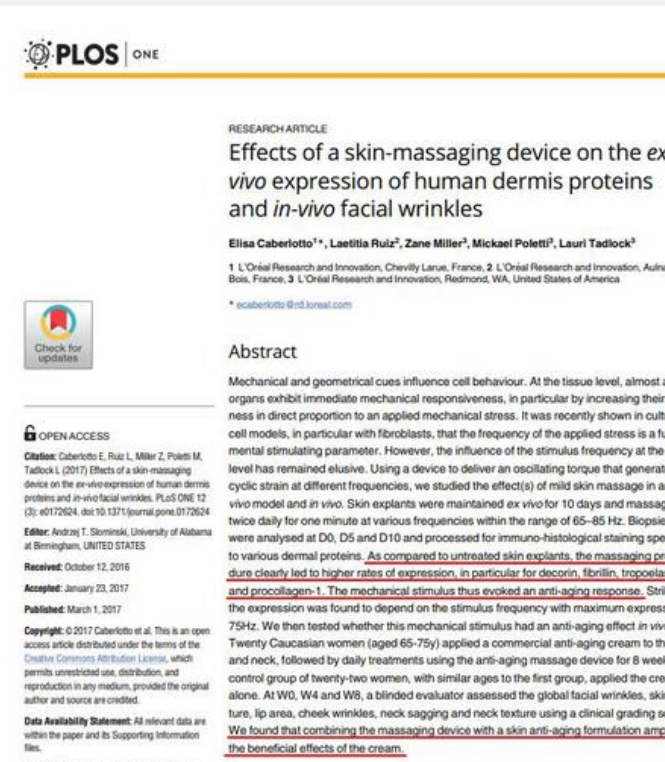 PLOS ONE
RESEARCH ARTICLE
Effects of a skin-massaging device on the ex
vivo expression of human dermis proteins
and in-vivo facial wrinkles
Elisa Caberlotto1*, Laetitia Ruiz2, Zane Miller3, Mickael Poletti3, Lauri Tadlock3
1 L'Oréal Research and Innovation, Chevilly Larue, France, 2 L'Oréal Research and Innovation, Aulna
Bois, France, 3 L'Oréal Research and Innovation, Redmond, WA, United States of America
* ecaberlotto@rd.loreal.com
Check for
updates
OPEN ACCESS
Citation: Caberlotto E, Ruiz L, Miller Z, Poletti M,
Tadlock L (2017) Effects of a skin-massaging
device on the ex-vivo expression of human dermis
proteins and in-vivo facial wrinkles. PLoS ONE 12
(3): e0172624. doi:10.1371/journal.pone.0172624
Editor: Andrzej T. Slominski, University of Alabama
at Birmingham, UNITED STATES
Received: October 12, 2016
Accepted: January 23, 2017
Published: March 1, 2017
Copyright: © 2017 Caberlotto et al. This is an open
access article distributed under the terms of the
Creative Commons Attribution License, which
permits unrestricted use, distribution, and
reproduction in any medium, provided the original
author and source are credited.
Data Availability Statement: All relevant data are
within the paper and its Supporting Information
files.
Abstract
Mechanical and geometrical cues influence cell behaviour. At the tissue level, almost a
organs exhibit immediate mechanical responsiveness, in particular by increasing their
ness in direct proportion to an applied mechanical stress. It was recently shown in cult
cell models, in particular with fibroblasts, that the frequency of the applied stress is a fu
mental stimulating parameter. However, the influence of the stimulus frequency at the
level has remained elusive. Using a device to deliver an oscillating torque that generat
cyclic strain at different frequencies, we studied the effect(s) of mild skin massage in a
vivo model and in vivo. Skin explants were maintained ex vivo for 10 days and massag
twice daily for one minute at various frequencies within the range of 65–85 Hz. Biopsie
were analysed at D0, D5 and D10 and processed for immuno-histological staining spe
to various dermal proteins. As compared to untreated skin explants, the massaging pr
dure clearly led to higher rates of expression, in particular for decorin, fibrillin, tropoelas
and procollagen-1. The mechanical stimulus thus evoked an anti-aging response. Stri
the expression was found to depend on the stimulus frequency with maximum express
75Hz. We then tested whether this mechanical stimulus had an anti-aging effect in viv
Twenty Caucasian women (aged 65-75y) applied a commercial anti-aging cream to th
and neck, followed by daily treatments using the anti-aging massage device for 8 week
control group of twenty-two women, with similar ages to the first group, applied the cre
alone. At W0, W4 and W8, a blinded evaluator assessed the global facial wrinkles, skin
ture, lip area, cheek wrinkles, neck sagging and neck texture using a clinical grading s
We found that combining the massaging device with a skin anti-aging formulation amp
the beneficial effects of the cream.